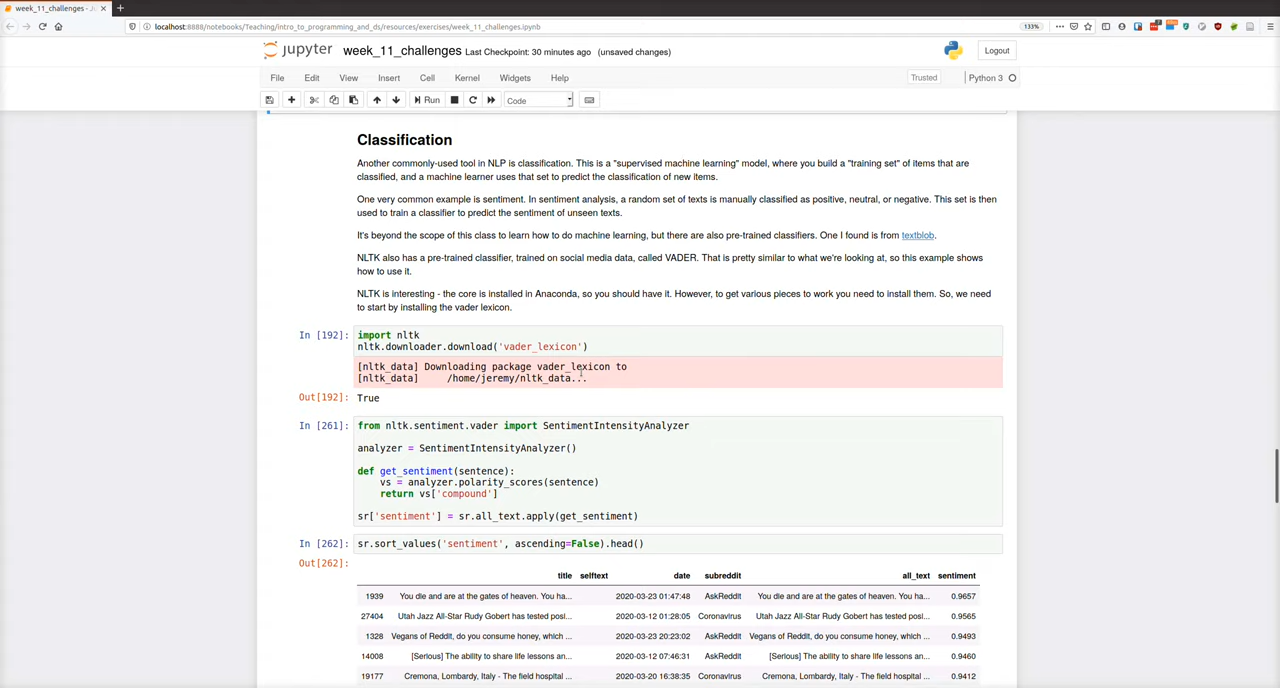 week_11_challenges - Ju
localhost:8888/notebooks/Teaching/intro_to_programming_and_ds/resources/exercises/week_11_challenges.ipynb
133%
jupyter week_11_challenges Last Checkpoint: 30 minutes ago (unsaved changes)
Logout
File Edit View Insert Cell Kernel Widgets Help
Trusted
Python 3
Run
Code
Classification
Another commonly-used tool in NLP is classification. This is a "supervised machine learning" model, where you build a "training set" of items that are
classified, and a machine learner uses that set to predict the classification of new items.
One very common example is sentiment. In sentiment analysis, a random set of texts is manually classified as positive, neutral, or negative. This set is then
used to train a classifier to predict the sentiment of unseen texts.
It's beyond the scope of this class to learn how to do machine learning, but there are also pre-trained classifiers. One I found is from textblob.
NLTK also has a pre-trained classifier, trained on social media data, called VADER. That is pretty similar to what we're looking at, so this example shows
how to use it.
NLTK is interesting - the core is installed in Anaconda, so you should have it. However, to get various pieces to work you need to install them. So, we need
to start by installing the vader lexicon.
In [192]: import nltk
nltk.downloader.download('vader_lexicon')
[nltk_data] Downloading package vader_lexicon to
[nltk_data]     /home/jeremy/nltk_data...
Out[192]: True
In [261]: from nltk.sentiment.vader import SentimentIntensityAnalyzer
analyzer = SentimentIntensityAnalyzer()
def get_sentiment(sentence):
    vs = analyzer.polarity_scores(sentence)
    return vs['compound']
sr['sentiment'] = sr.all_text.apply(get_sentiment)
In [262]: sr.sort_values('sentiment', ascending=False).head()
Out[262]:
title selftext date subreddit all_text sentiment
1939 You die and are at the gates of heaven. You ha... 2020-03-23 01:47:48 AskReddit You die and are at the gates of heaven. You ha... 0.9657
27404 Utah Jazz All-Star Rudy Gobert has tested posi... 2020-03-12 01:28:05 Coronavirus Utah Jazz All-Star Rudy Gobert has tested posi... 0.9565
1328 Vegans of Reddit, do you consume honey, which ... 2020-03-23 20:23:02 AskReddit Vegans of Reddit, do you consume honey, which ... 0.9493
14008 [Serious] The ability to share life lessons an... 2020-03-12 07:46:31 AskReddit [Serious] The ability to share life lessons an... 0.9460
19177 Cremona, Lombardy, Italy - The field hospital ... 2020-03-20 16:38:35 Coronavirus Cremona, Lombardy, Italy - The field hospital ... 0.9412